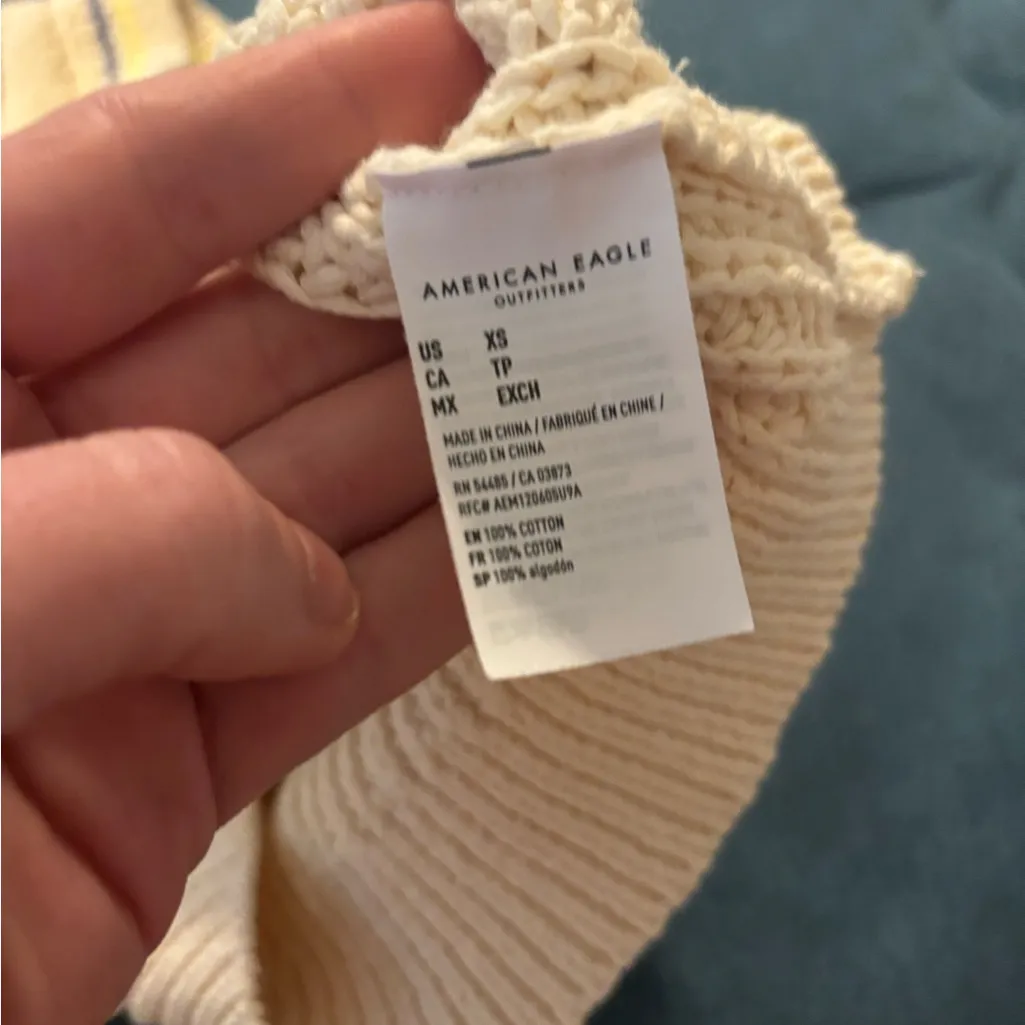 AMERICAN EAGLE
OUTFITTERS
US XS
CA TP
MX EXCH
MADE IN CHINA / FABRIQUÉ EN CHINE /
HECHO EN CHINA
RN 54485 / CA 03873
RFC# AEM120605U9A
EN 100% COTTON
FR 100% COTON
SP 100% algodón